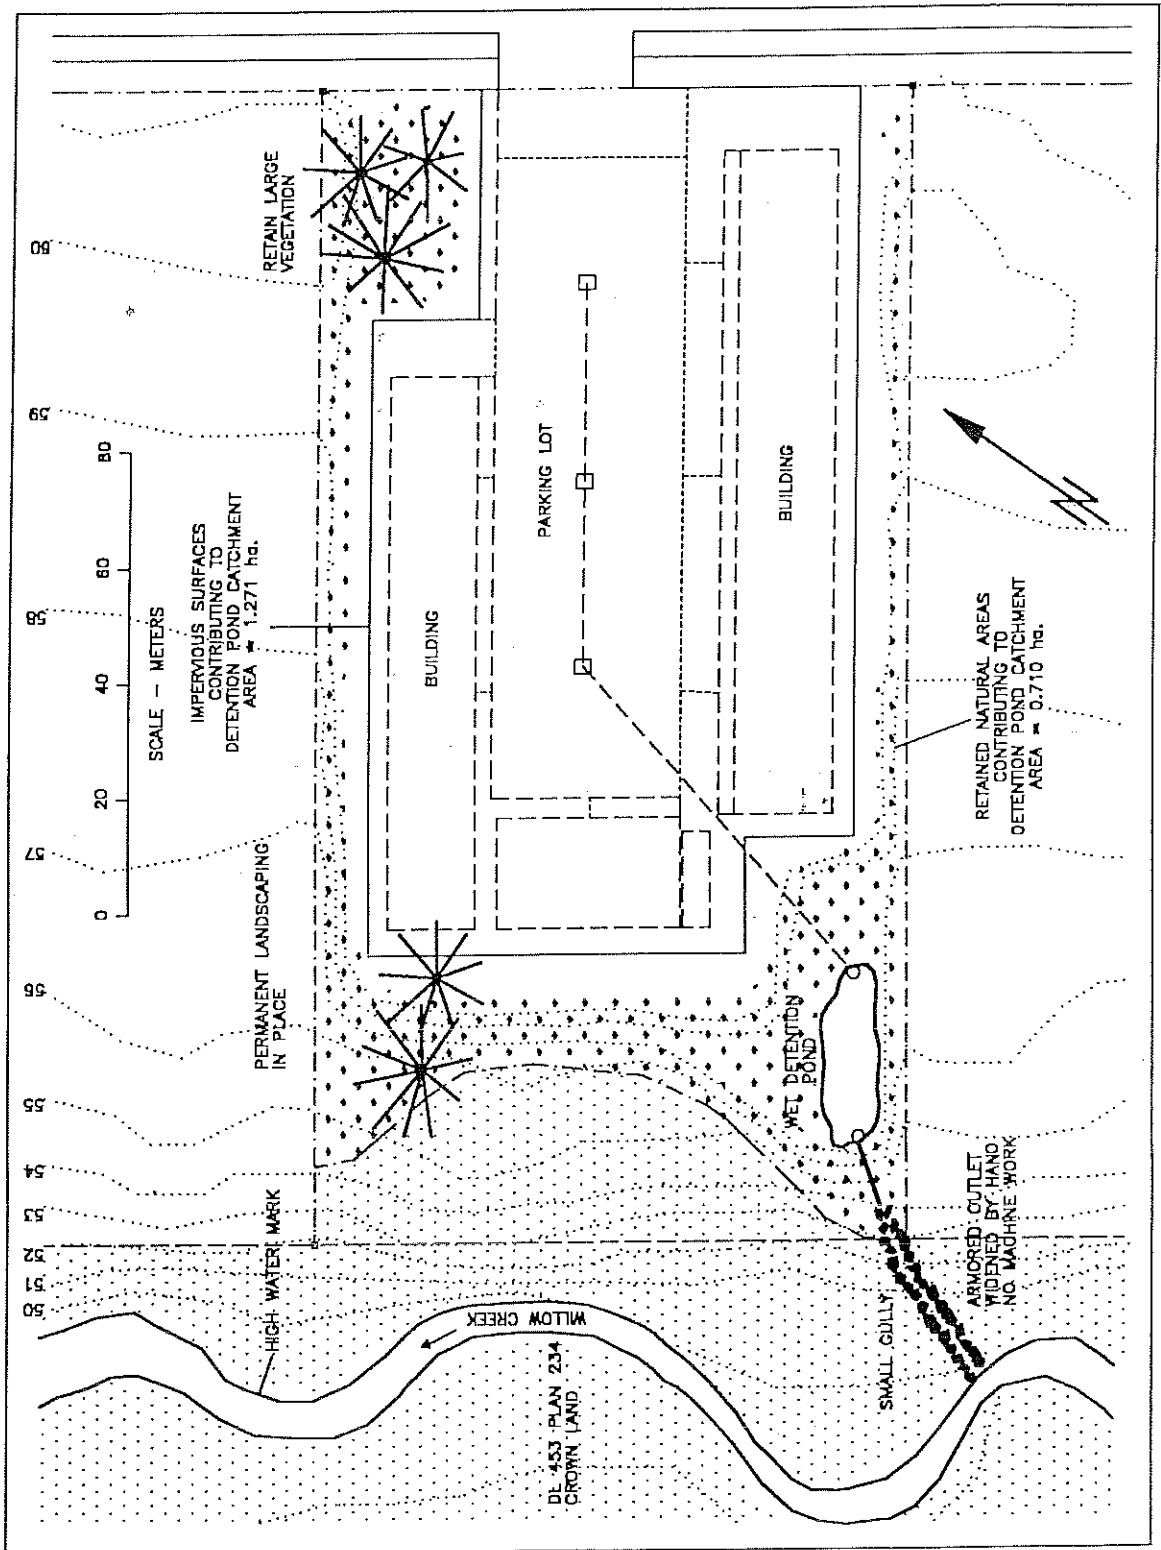 60
59
58
57
56
55
54
53
52
51
50
SCALE - METERS
0
20
40
60
80
RETAIN LARGE
VEGETATION
IMPERVIOUS SURFACES
CONTRIBUTING TO
DETENTION POND CATCHMENT
AREA = 1.271 ha.
PERMANENT LANDSCAPING
IN PLACE
HIGH WATER MARK
BUILDING
PARKING LOT
BUILDING
WILLOW CREEK
DL 453 PLAN 234
CROWN LAND
WET DETENTION
POND
SMALL GULLY
ARMORED OUTLET
WIDENED BY HAND
NO MACHINE WORK
RETAINED NATURAL AREAS
CONTRIBUTING TO
DETENTION POND CATCHMENT
AREA = 0.710 ha.